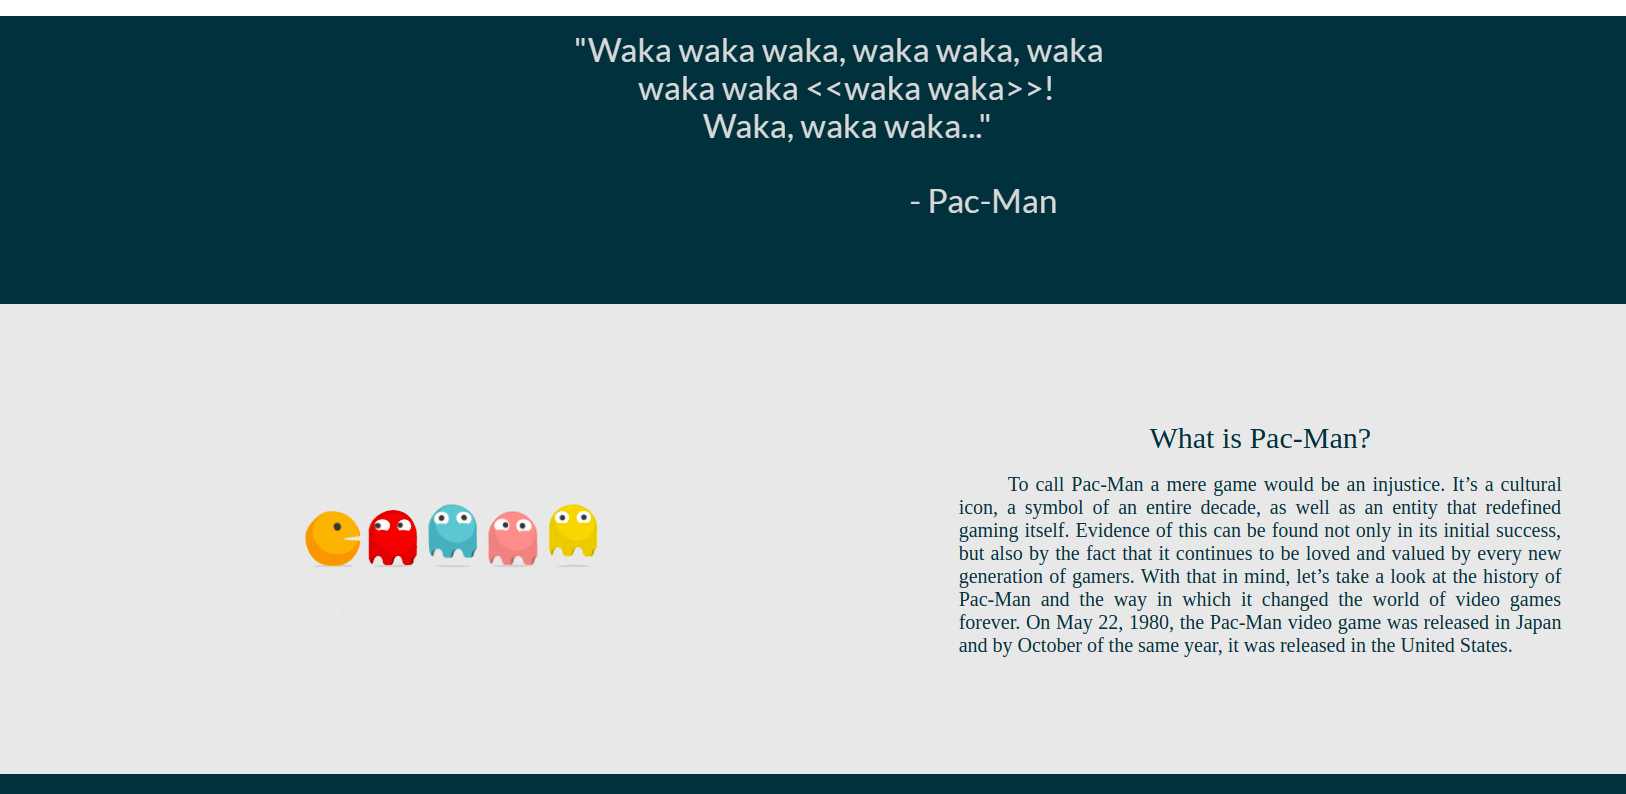 "Waka waka waka, waka waka, waka
waka waka <<waka waka>>!
Waka, waka waka..."
- Pac-Man
What is Pac-Man?
To call Pac-Man a mere game would be an injustice. It’s a cultural
icon, a symbol of an entire decade, as well as an entity that redefined
gaming itself. Evidence of this can be found not only in its initial success,
but also by the fact that it continues to be loved and valued by every new
generation of gamers. With that in mind, let’s take a look at the history of
Pac-Man and the way in which it changed the world of video games
forever. On May 22, 1980, the Pac-Man video game was released in Japan
and by October of the same year, it was released in the United States.